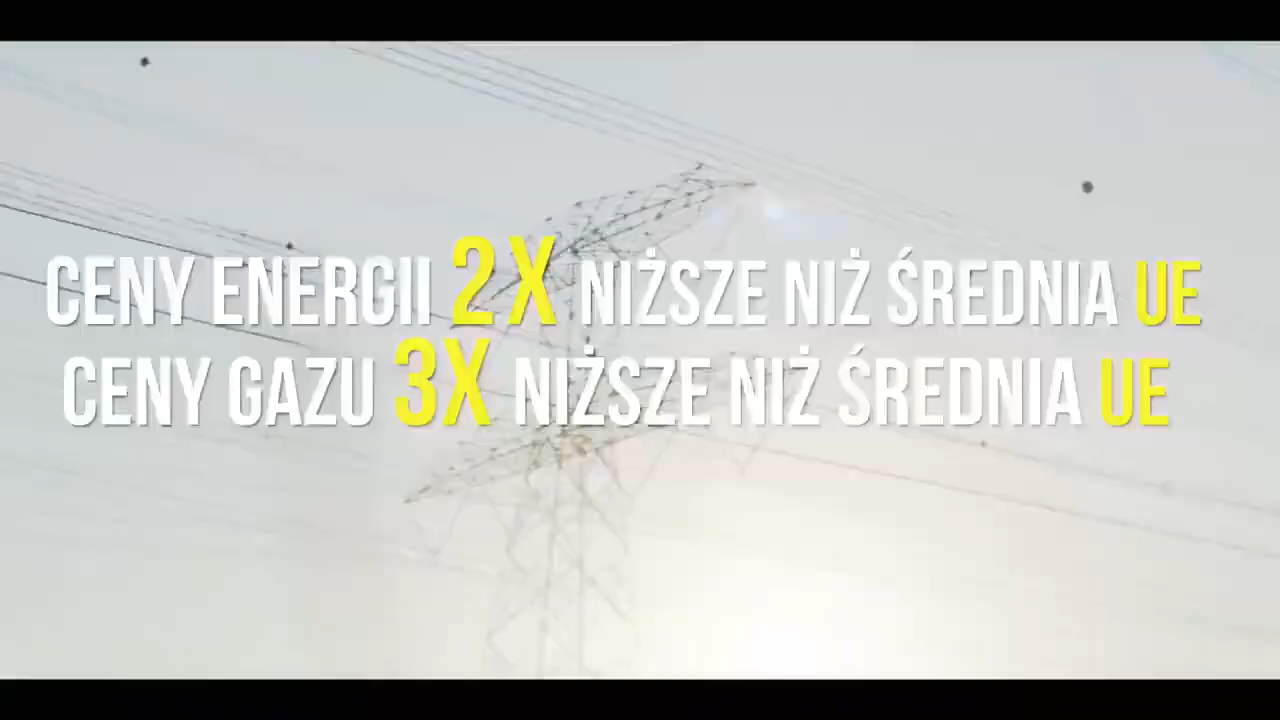 CENY ENERGII 2X NIŻSZE NIŻ ŚREDNIA UE
CENY GAZU 3X NIŻSZE NIŻ ŚREDNIA UE